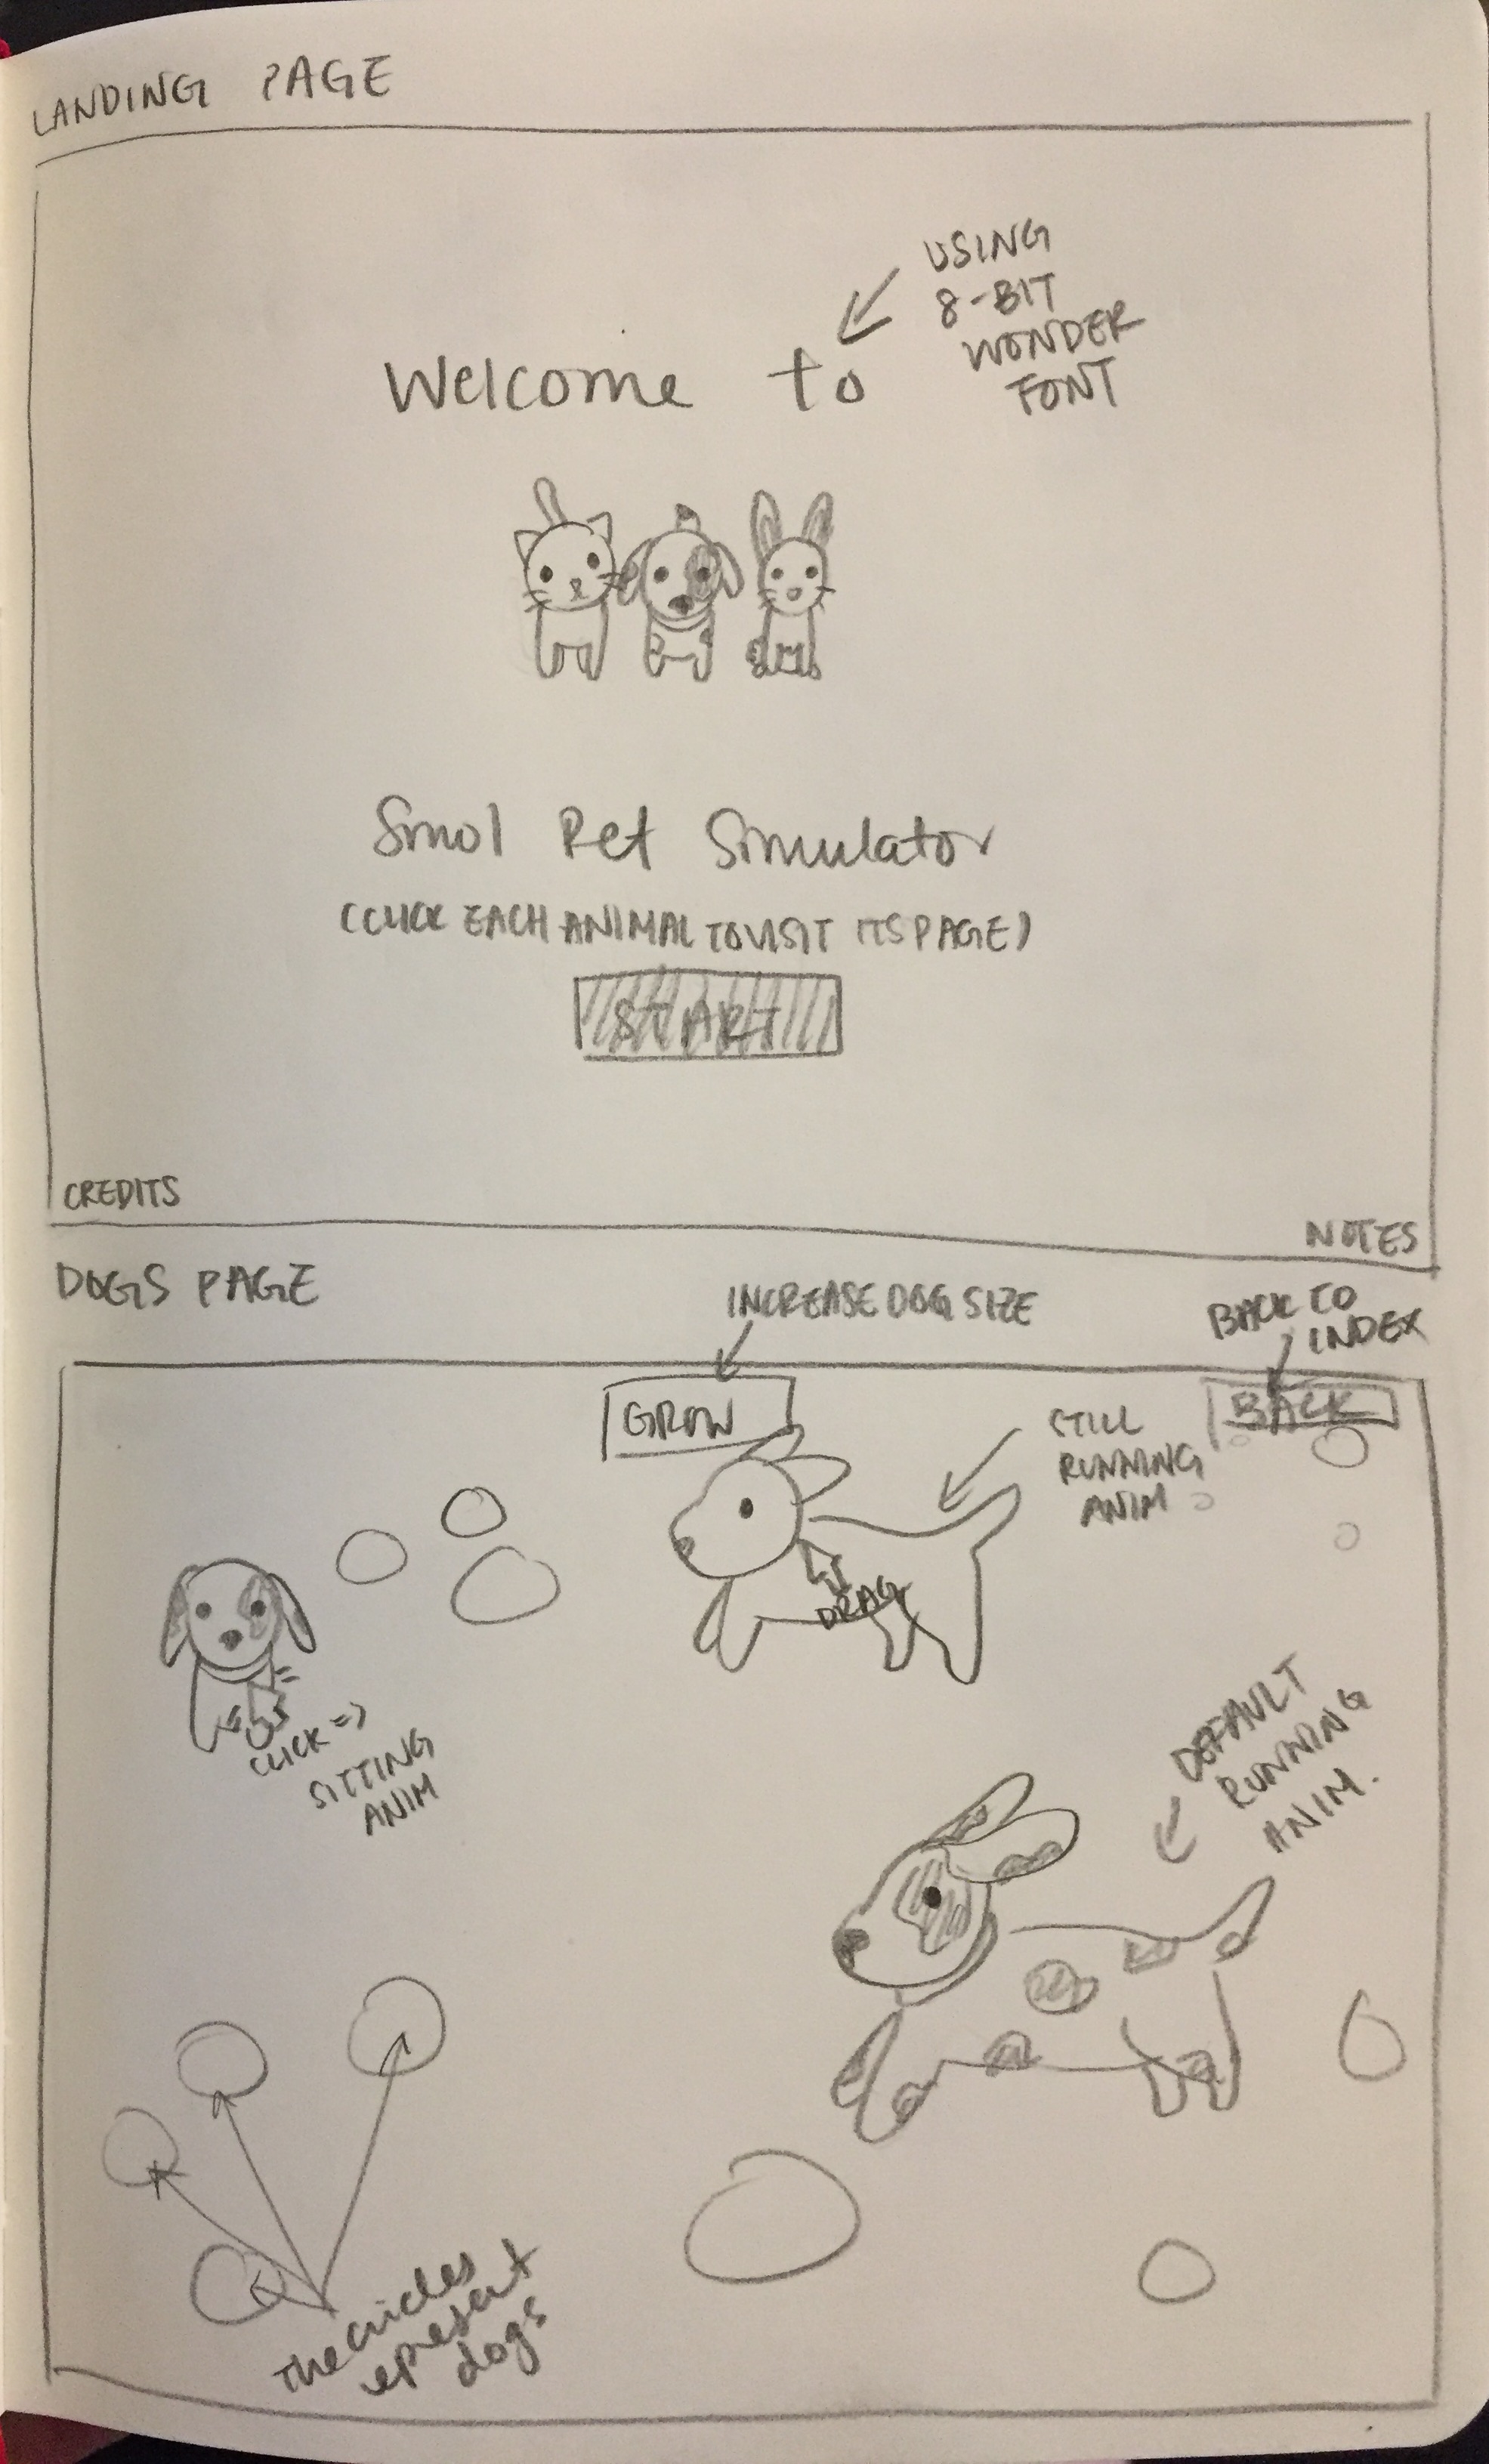 LANDING PAGE
USING
8-BIT
WONDER
FONT
Welcome to
Smol Pet Simulator
(CLICK EACH ANIMAL TO VISIT ITS PAGE)
START
CREDITS
NOTES
DOGS PAGE
INCREASE DOG SIZE
BACK TO
INDEX
GROW
BACK
STILL
RUNNING
ANIM
DRAG
CLICK =>
SITTING
ANIM
DEFAULT
RUNNING
ANIM.
The circles
epresent
dogs